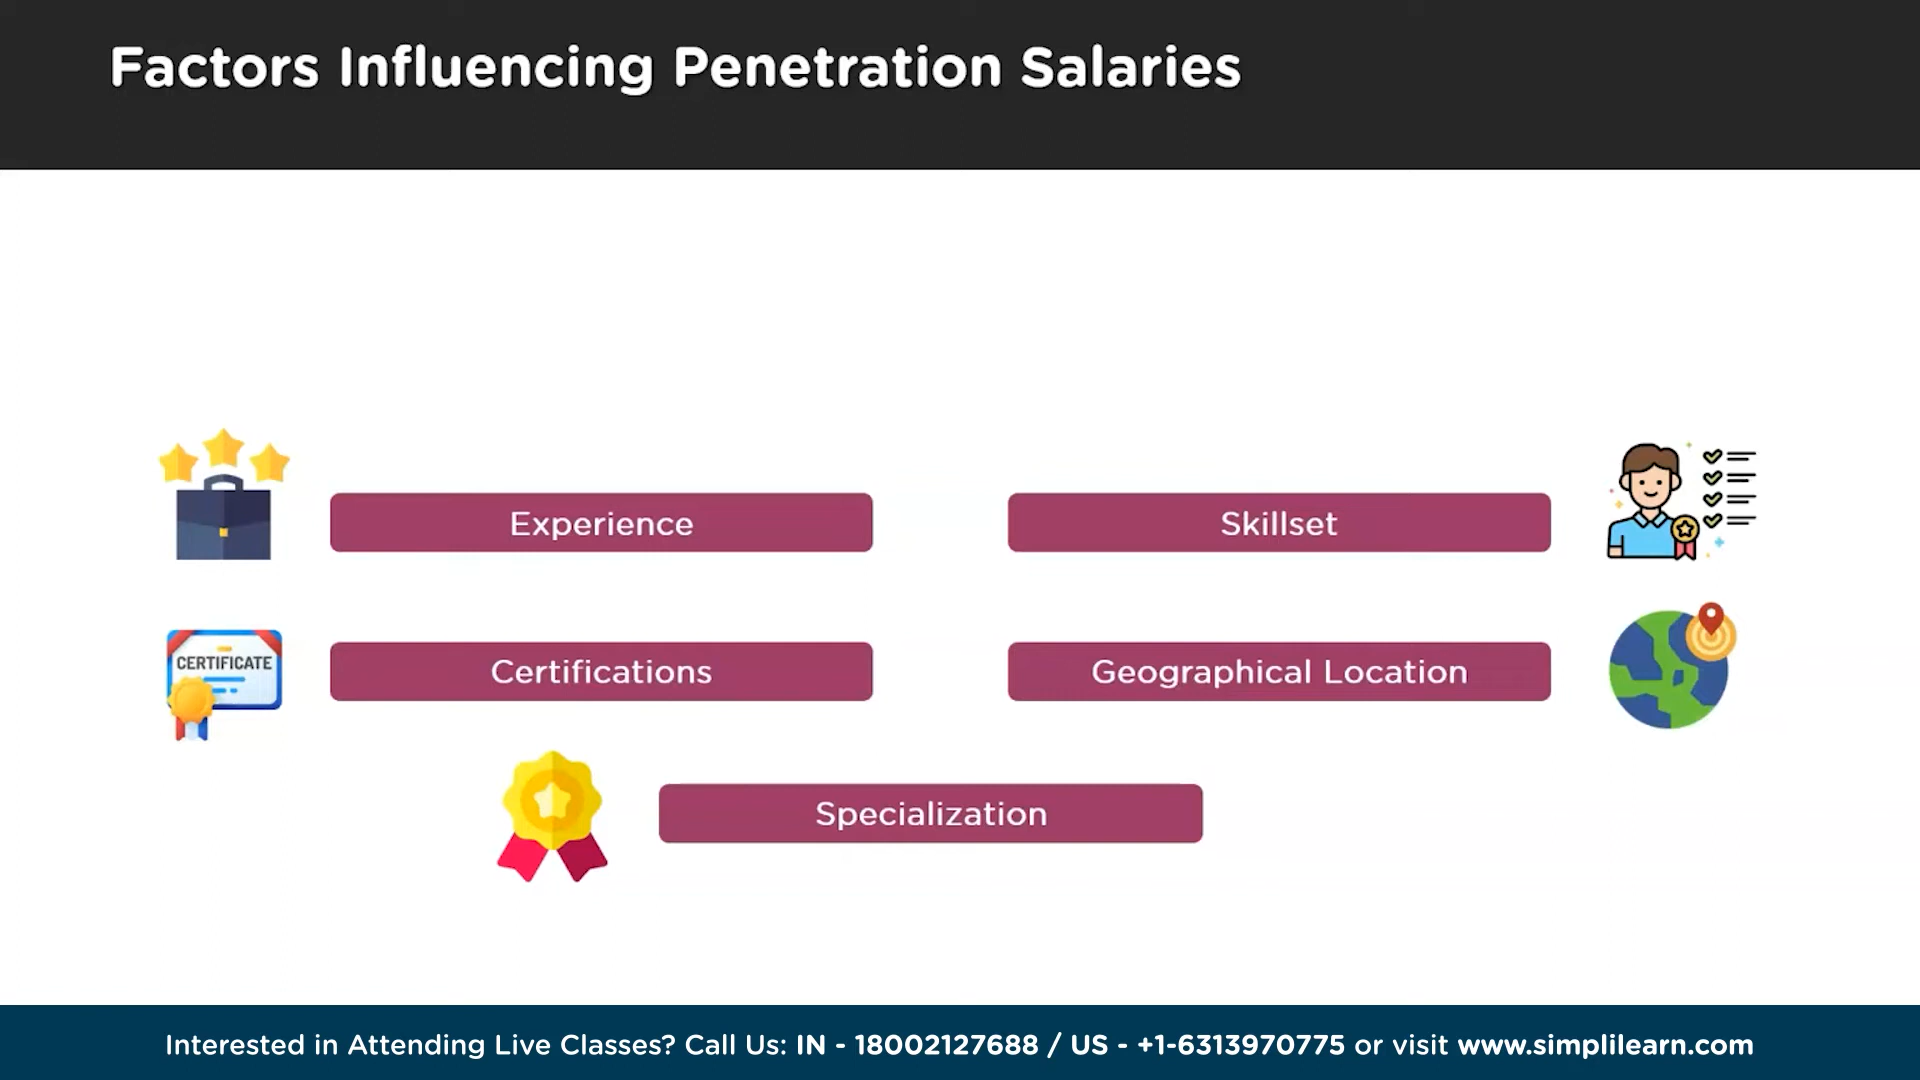 Factors Influencing Penetration Salaries
Experience
Skillset
CERTIFICATE
Certifications
Geographical Location
Specialization
Interested in Attending Live Classes? Call Us: IN - 18002127688 / US - +1-6313970775 or visit www.simplilearn.com